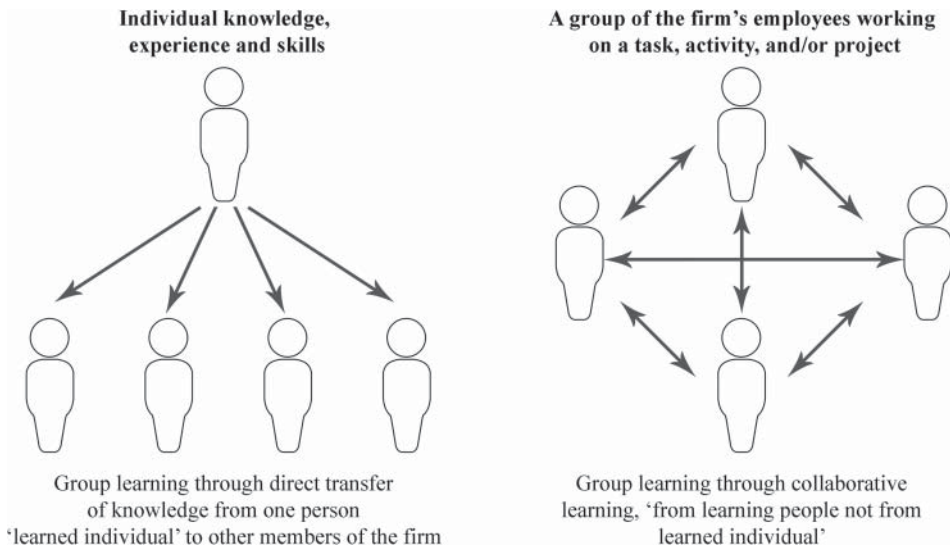 Individual knowledge,
experience and skills
A group of the firm's employees working
on a task, activity, and/or project
Group learning through direct transfer
of knowledge from one person
'learned individual' to other members of the firm
Group learning through collaborative
learning, 'from learning people not from
learned individual'